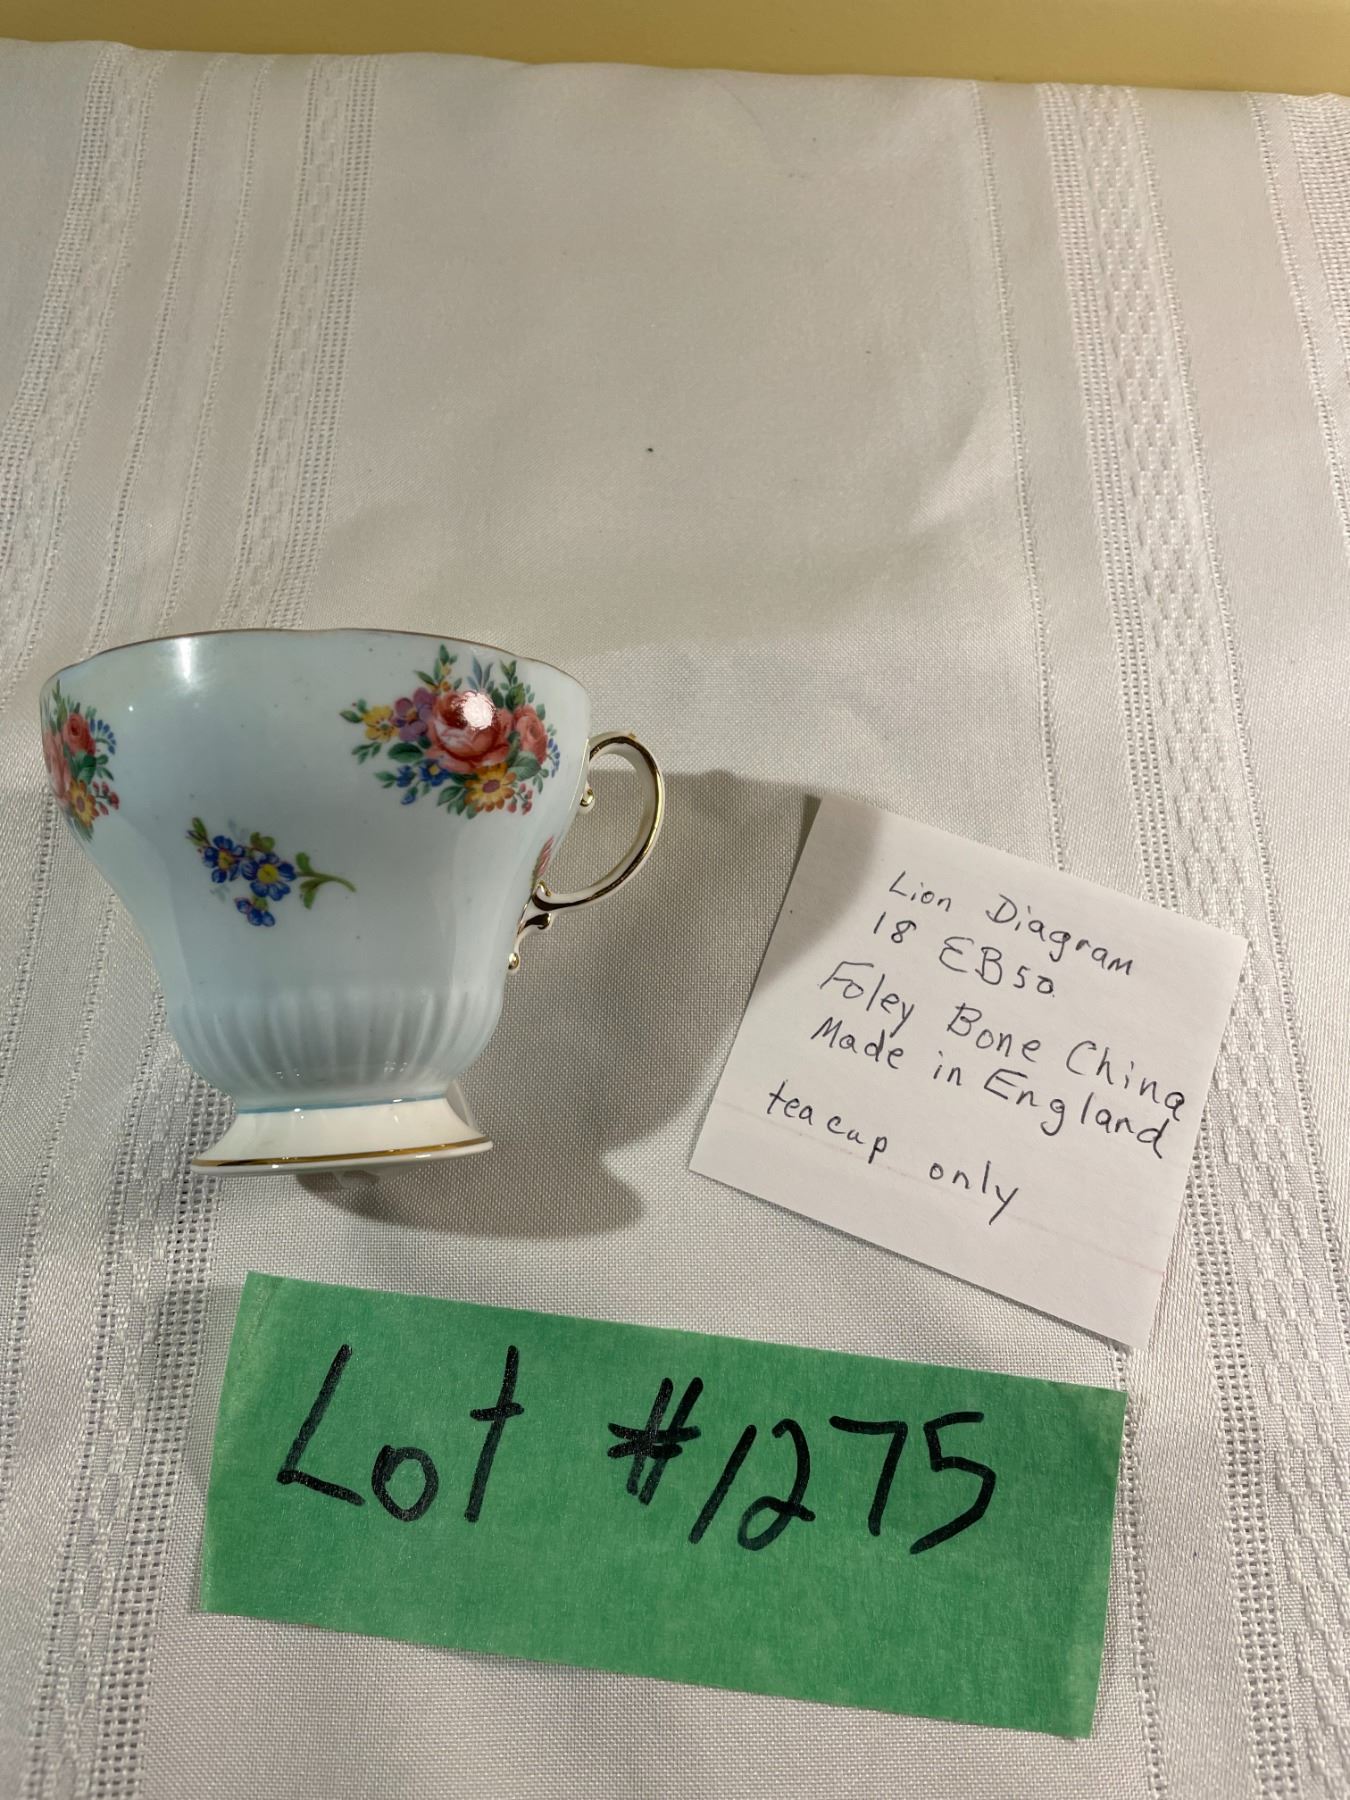 Lion Diagram
18 EB50
Foley Bone China
Made in England
teacup only
Lot #1275